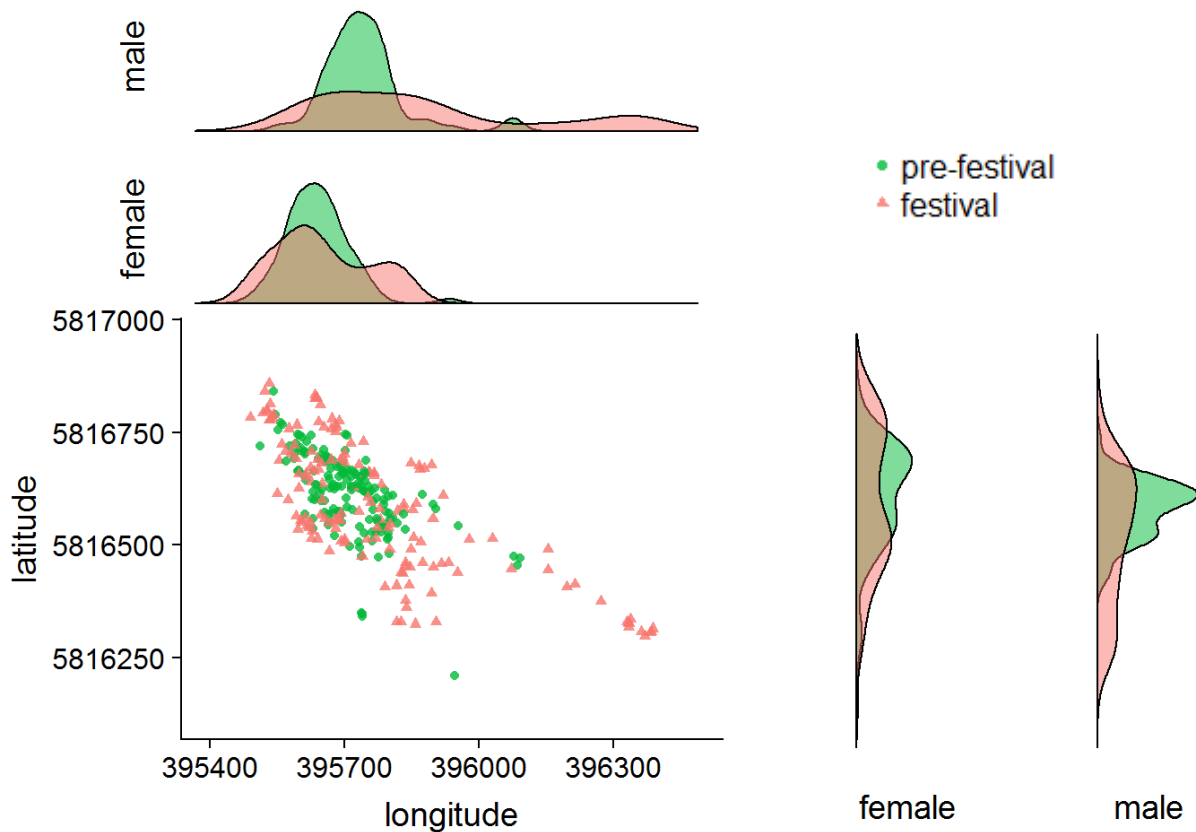 male
female
pre-festival
festival
5817000
5816750
5816500
5816250
latitude
395400 395700 396000 396300
longitude
female male